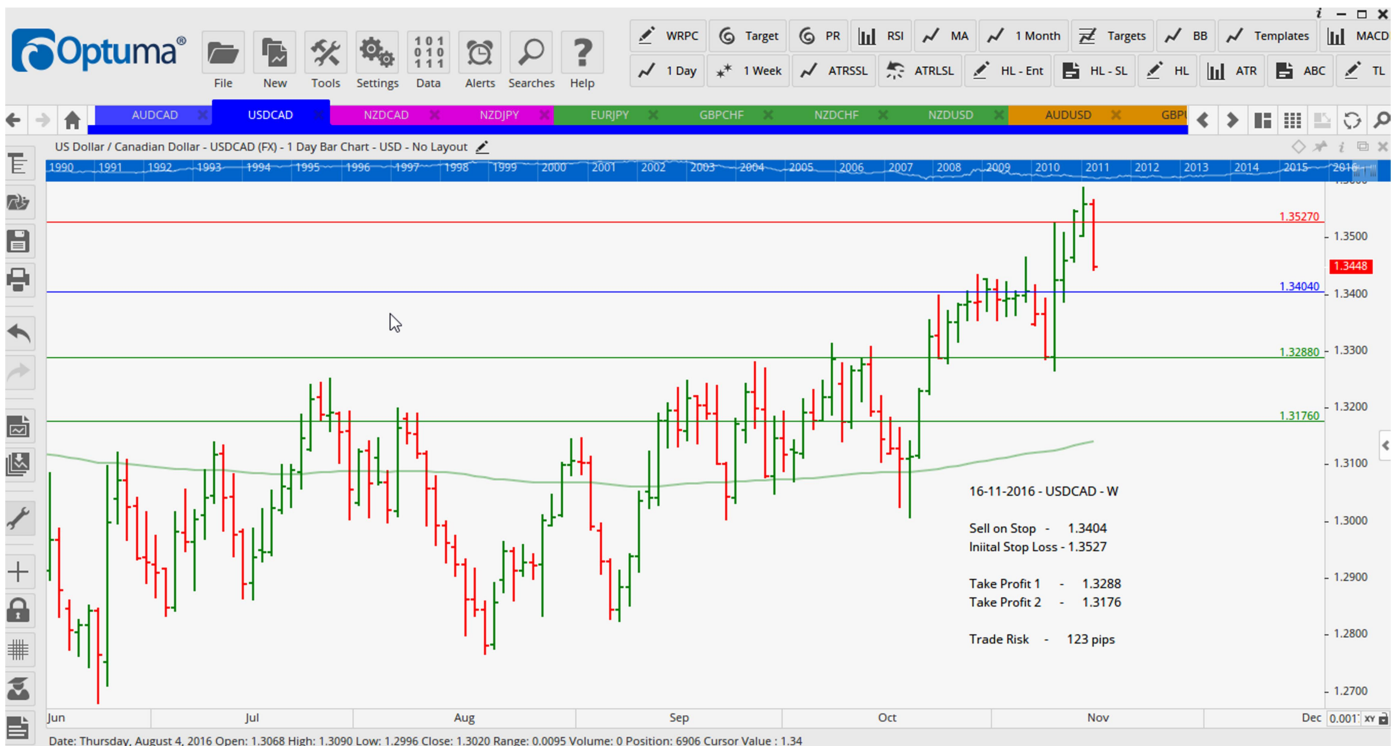 Optuma®
File New Tools Settings Data Alerts Searches Help
WRPC Target PR RSI MA 1 Month Targets BB Templates MACD
1 Day 1 Week ATRSSL ATRLSL HL - Ent HL - SL HL ATR ABC TL
AUDCAD USDCAD NZDCAD NZDJPY EURJPY GBPCHF NZDCHF NZDUSD AUDUSD
US Dollar / Canadian Dollar - USDCAD (FX) - 1 Day Bar Chart - USD - No Layout
1990 1991 1992 1993 1994 1995 1996 1997 1998 1999 2000 2001 2002 2003 2004 2005 2006 2007 2008 2009 2010 2011 2012 2013 2014 2015 2016
1.35270
1.3500
1.3448
1.34040
1.3400
1.32880
1.3300
1.3200
1.31760
1.3100
16-11-2016 - USDCAD - W
1.3000
Sell on Stop - 1.3404
Iniital Stop Loss - 1.3527
Take Profit 1 - 1.3288
1.2900
Take Profit 2 - 1.3176
1.2800
Trade Risk - 123 pips
1.2700
Jun Jul Aug Sep Oct Nov Dec XY
Date: Thursday, August 4, 2016 Open: 1.3068 High: 1.3090 Low: 1.2996 Close: 1.3020 Range: 0.0095 Volume: 0 Position: 6906 Cursor Value : 1.34